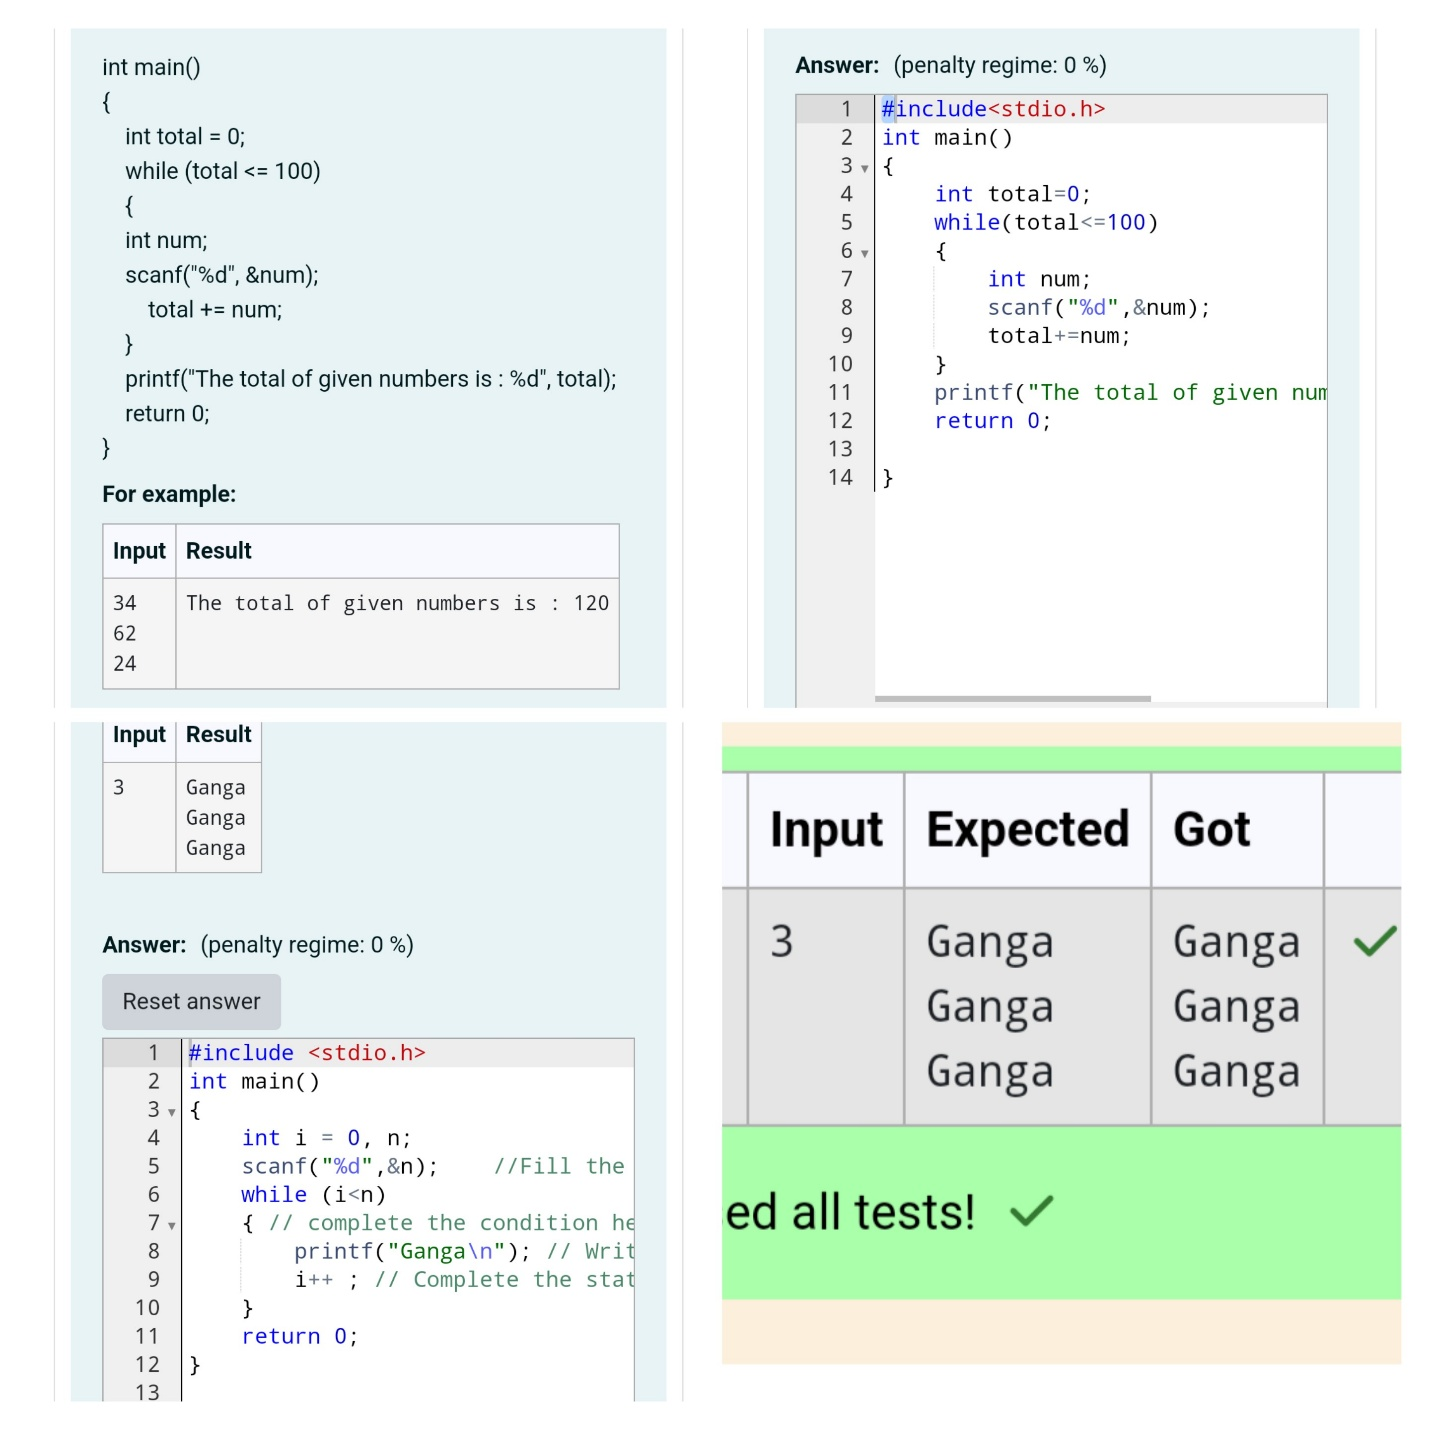 int main()
{
int total = 0;
while (total <= 100)
{
int num;
scanf("%d", &num);
total += num;
}
printf("The total of given numbers is : %d", total);
return 0;
}
For example:
Input Result
34 The total of given numbers is : 120
62
24
Answer: (penalty regime: 0 %)
1 #include<stdio.h>
2 int main()
3 {
4 int total=0;
5 while(total<=100)
6 {
7 int num;
8 scanf("%d",&num);
9 total+=num;
10 }
11 printf("The total of given num
12 return 0;
13
14 }
Input Result
3 Ganga
Ganga
Ganga
Answer: (penalty regime: 0 %)
Reset answer
1 #include <stdio.h>
2 int main()
3 {
4 int i = 0, n;
5 scanf("%d",&n); //Fill the
6 while (i<n)
7 { // complete the condition he
8 printf("Ganga\n"); // Writ
9 i++ ; // Complete the stat
10 }
11 return 0;
12 }
13
Input Expected Got
3 Ganga Ganga
Ganga Ganga
Ganga Ganga
ed all tests!